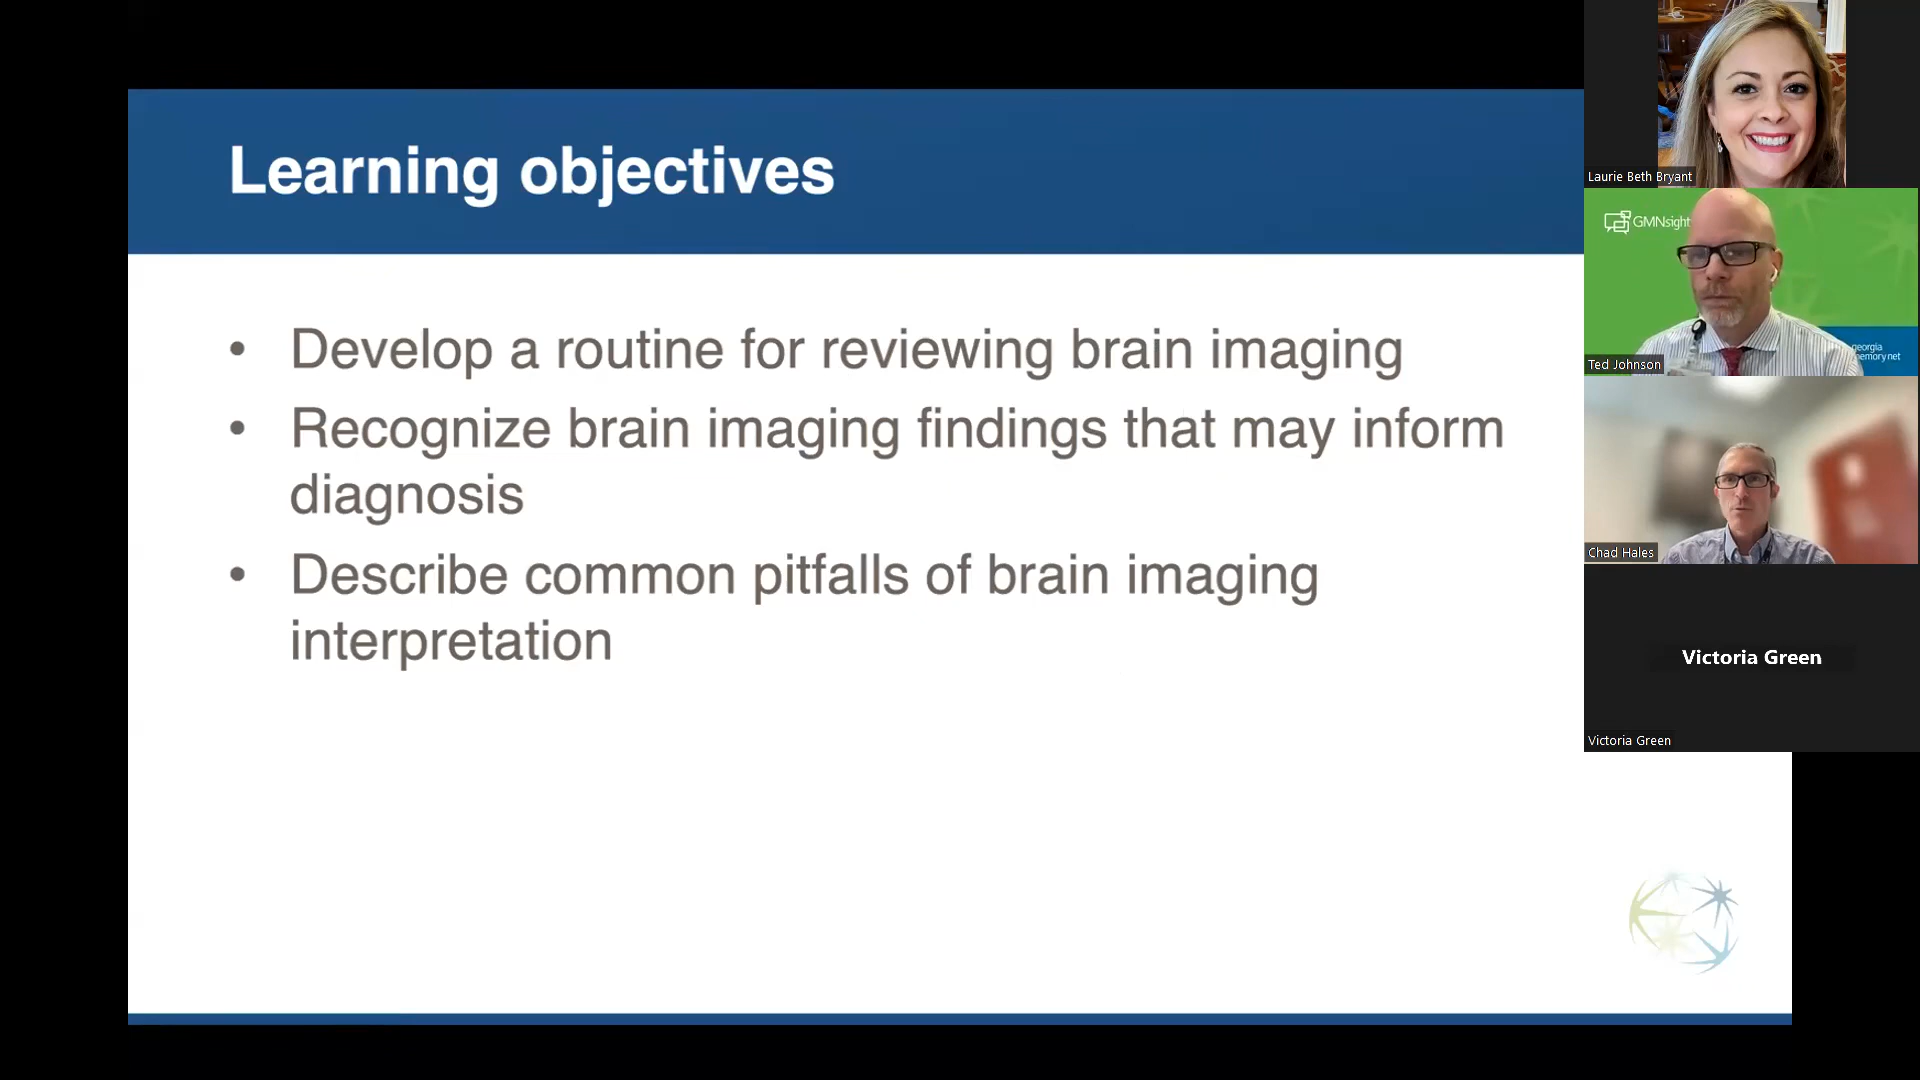 Learning objectives
• Develop a routine for reviewing brain imaging
• Recognize brain imaging findings that may inform
diagnosis
• Describe common pitfalls of brain imaging
interpretation
Laurie Beth Bryant
GMNsight
georgia
memory net
Ted Johnson
Chad Hales
Victoria Green
Victoria Green